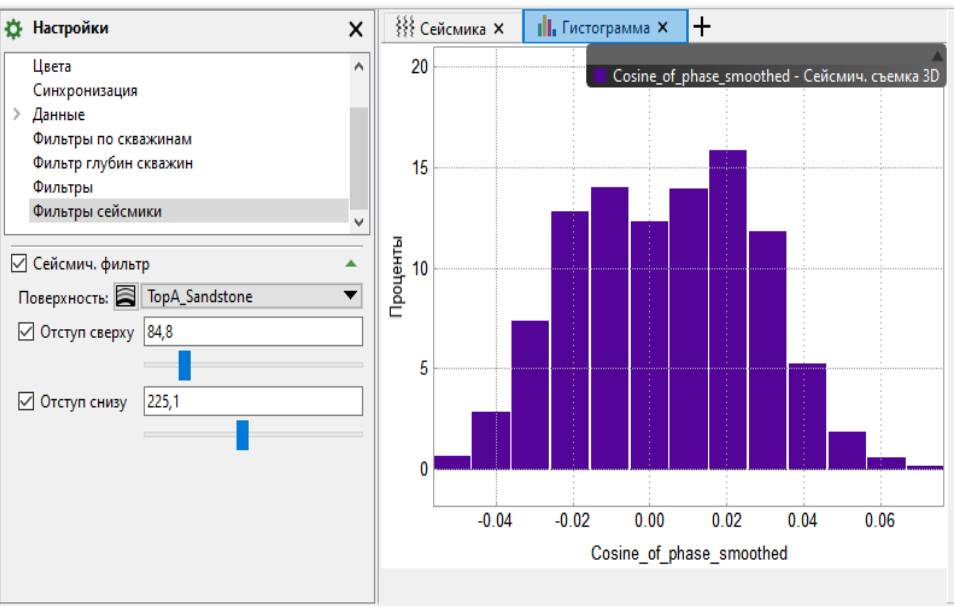 Настройки
Цвета
Синхронизация
Данные
Фильтры по скважинам
Фильтр глубин скважин
Фильтры
Фильтры сейсмики
Сейсмич. фильтр
Поверхность: TopA_Sandstone
Отступ сверху 84,8
Отступ снизу 225,1
Сейсмика × Гистограмма × +
Cosine_of_phase_smoothed - Сейсмич. съемка 3D
Проценты
20
15
10
5
0
-0.04 -0.02 0.00 0.02 0.04 0.06
Cosine_of_phase_smoothed